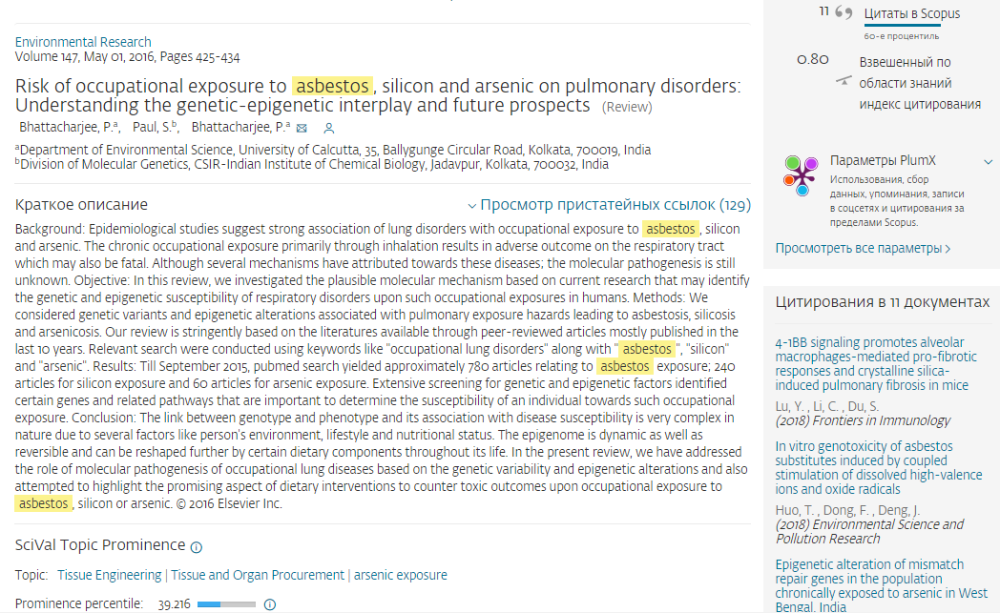 Environmental Research
Volume 147, May 01, 2016, Pages 425-434
Risk of occupational exposure to asbestos, silicon and arsenic on pulmonary disorders:
Understanding the genetic-epigenetic interplay and future prospects (Review)
Bhattacharjee, P.a, Paul, S.b, Bhattacharjee, P.a
aDepartment of Environmental Science, University of Calcutta, 35, Ballygunge Circular Road, Kolkata, 700019, India
bDivision of Molecular Genetics, CSIR-Indian Institute of Chemical Biology, Jadavpur, Kolkata, 700032, India
Краткое описание
Просмотр пристатейных ссылок (129)
Background: Epidemiological studies suggest strong association of lung disorders with occupational exposure to asbestos, silicon
and arsenic. The chronic occupational exposure primarily through inhalation results in adverse outcome on the respiratory tract
which may also be fatal. Although several mechanisms have attributed towards these diseases; the molecular pathogenesis is still
unknown. Objective: In this review, we investigated the plausible molecular mechanism based on current research that may identify
the genetic and epigenetic susceptibility of respiratory disorders upon such occupational exposures in humans. Methods: We
considered genetic variants and epigenetic alterations associated with pulmonary exposure hazards leading to asbestosis, silicosis
and arsenicosis. Our review is stringently based on the literatures available through peer-reviewed articles mostly published in the
last 10 years. Relevant search were conducted using keywords like "occupational lung disorders" along with "asbestos", "silicon"
and "arsenic". Results: Till September 2015, pubmed search yielded approximately 780 articles relating to asbestos exposure; 240
articles for silicon exposure and 60 articles for arsenic exposure. Extensive screening for genetic and epigenetic factors identified
certain genes and related pathways that are important to determine the susceptibility of an individual towards such occupational
exposure. Conclusion: The link between genotype and phenotype and its association with disease susceptibility is very complex in
nature due to several factors like person's environment, lifestyle and nutritional status. The epigenome is dynamic as well as
reversible and can be reshaped further by certain dietary components throughout its life. In the present review, we have addressed
the role of molecular pathogenesis of occupational lung diseases based on the genetic variability and epigenetic alterations and also
attempted to highlight the promising aspect of dietary interventions to counter toxic outcomes upon occupational exposure to
asbestos, silicon or arsenic. © 2016 Elsevier Inc.
SciVal Topic Prominence
Topic: Tissue Engineering | Tissue and Organ Procurement | arsenic exposure
Prominence percentile: 39.216
11 Цитаты в Scopus
60-е процентиль
0.80 Взвешенный по
области знаний
индекс цитирования
Параметры PlumX
Использования, сбор
данных, упоминания, записи
в соцсетях и цитирования за
пределами Scopus.
Просмотреть все параметры
Цитирования в 11 документах
4-1BB signaling promotes alveolar
macrophages-mediated pro-fibrotic
responses and crystalline silica-
induced pulmonary fibrosis in mice
Lu, Y. , Li, C. , Du, S.
(2018) Frontiers in Immunology
In vitro genotoxicity of asbestos
substitutes induced by coupled
stimulation of dissolved high-valence
ions and oxide radicals
Huo, T. , Dong, F. , Deng, J.
(2018) Environmental Science and
Pollution Research
Epigenetic alteration of mismatch
repair genes in the population
chronically exposed to arsenic in West
Bengal, India